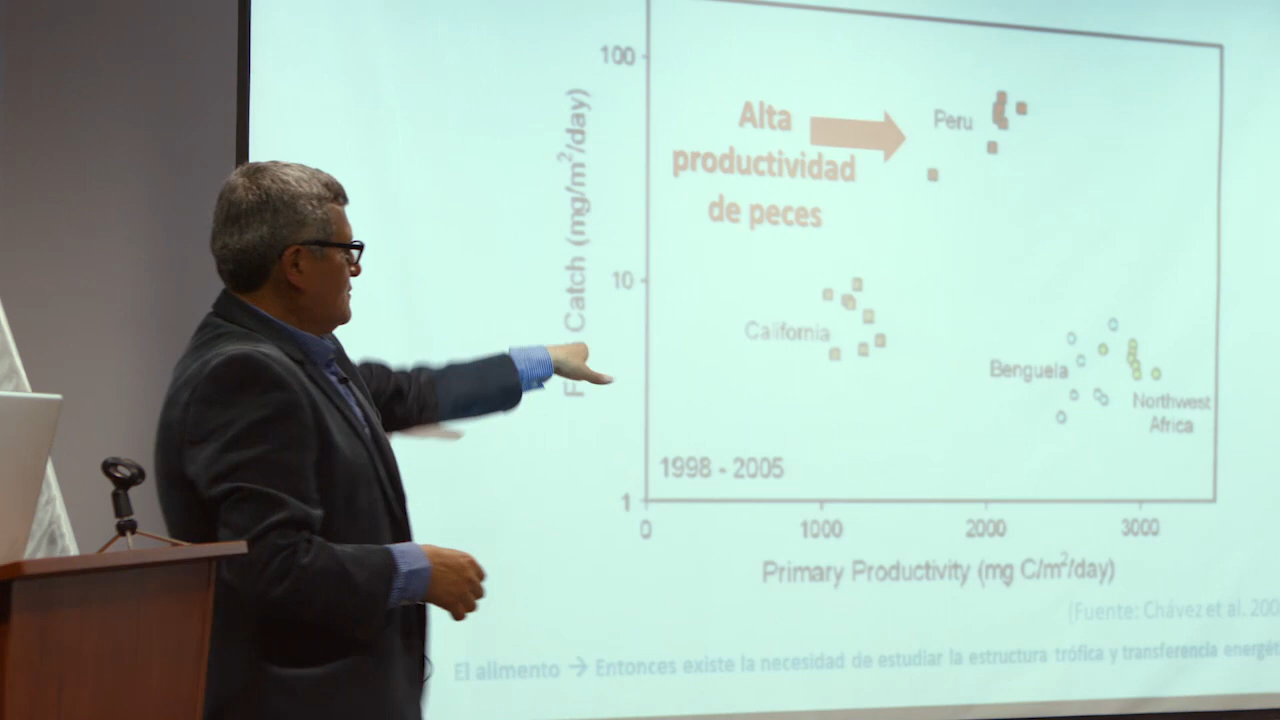 100
Alta
productividad
de peces
Peru
Catch (mg/m²/day)
10
California
Benguela
Northwest
Africa
1998 - 2005
1
0
1000
2000
3000
Primary Productivity (mg C/m²/day)
(Fuente: Chávez et al.
El alimento → Entonces existe la necesidad de estudiar la estructura trófica y transferencia